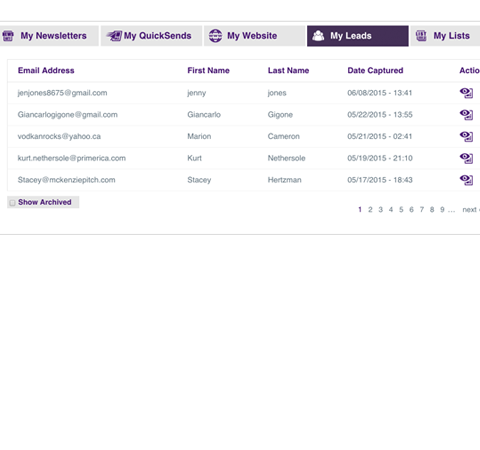 My Newsletters My QuickSends My Website My Leads My Lists
Email Address First Name Last Name Date Captured Actio
jenjones8675@gmail.com jenny jones 06/08/2015 - 13:41
Giancarlogigone@gmail.com Giancarlo Gigone 05/22/2015 - 13:55
vodkanrocks@yahoo.ca Marion Cameron 05/21/2015 - 02:41
kurt.nethersole@primerica.com Kurt Nethersole 05/19/2015 - 21:10
Stacey@mckenziepitch.com Stacey Hertzman 05/17/2015 - 18:43
Show Archived
1 2 3 4 5 6 7 8 9 … next ›